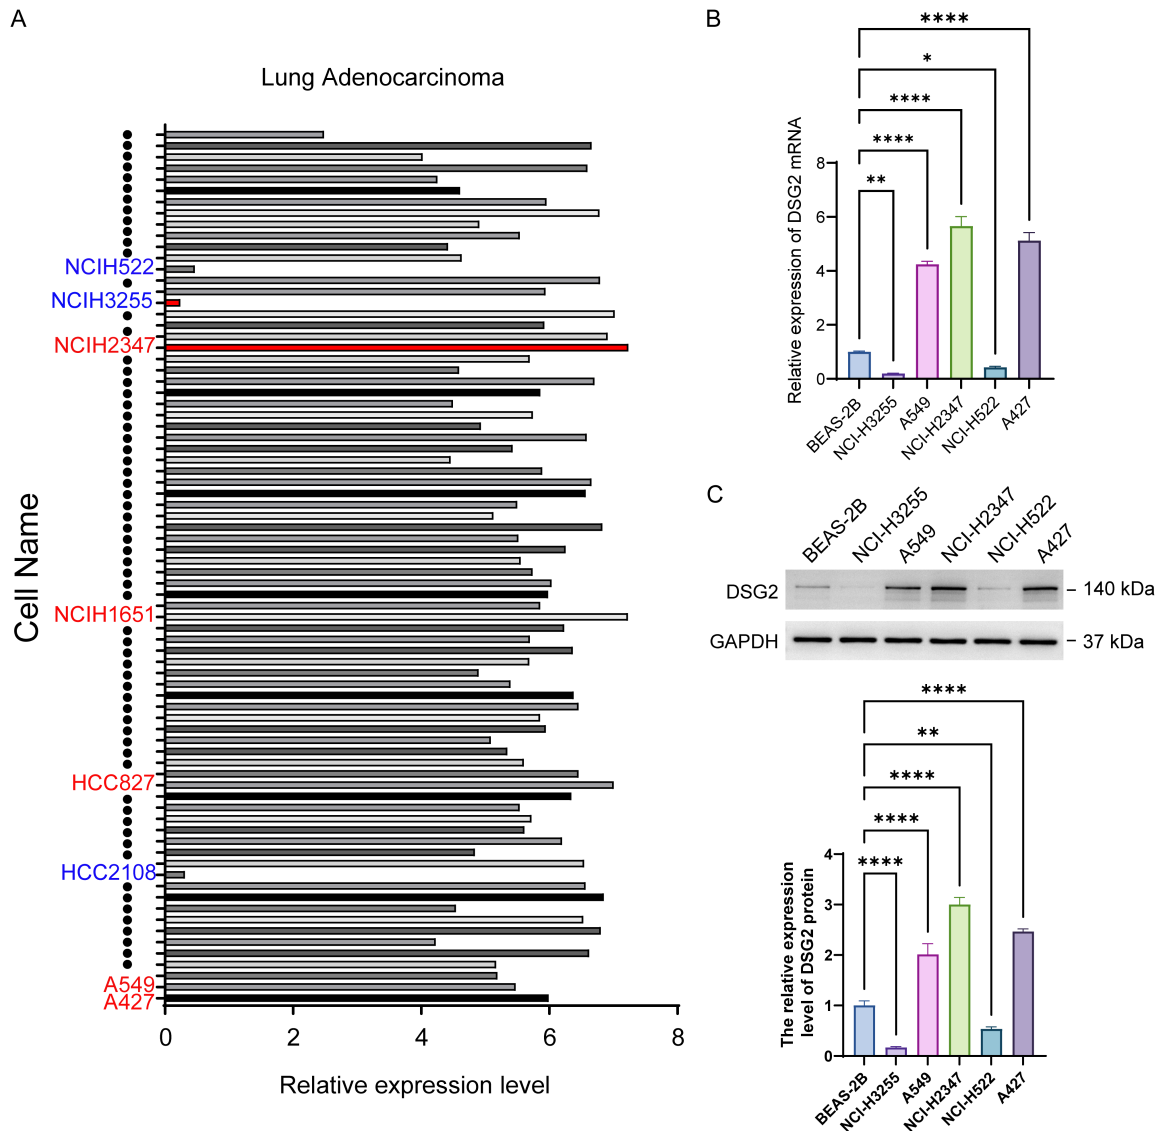 A
Lung Adenocarcinoma
NCIH522
NCIH3255
NCIH2347
NCIH1651
HCC827
HCC2108
A549
A427
Cell Name
0 2 4 6 8
Relative expression level
B
****
*
****
****
**
Relative expression of DSG2 mRNA
8
6
4
2
0
BEAS-2B
NCI-H3255
A549
NCI-H2347
NCI-H522
A427
C
BEAS-2B
NCI-H3255
A549
NCI-H2347
NCI-H522
A427
DSG2
140 kDa
GAPDH
37 kDa
****
**
****
****
****
The relative expression
level of DSG2 protein
4
3
2
1
0
BEAS-2B
NCI-H3255
A549
NCI-H2347
NCI-H522
A427